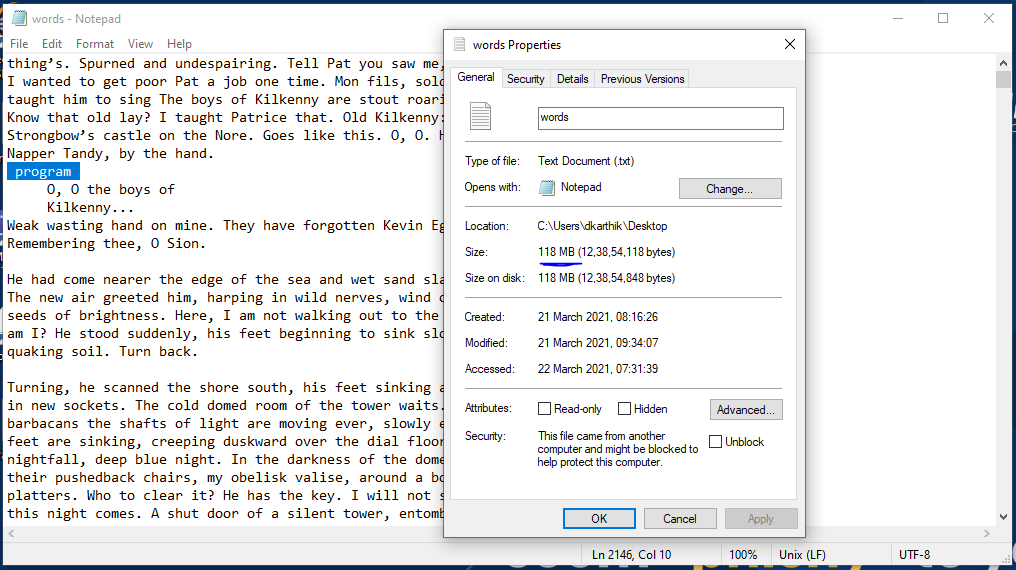 words - Notepad
File Edit Format View Help
thing’s. Spurned and undespairing. Tell Pat you saw me,
I wanted to get poor Pat a job one time. Mon fils, sol
taught him to sing The boys of Kilkenny are stout roari
Know that old lay? I taught Patrice that. Old Kilkenny:
Strongbow’s castle on the Nore. Goes like this. O, O. H
Napper Tandy, by the hand.
program
O, O the boys of
Kilkenny...
Weak wasting hand on mine. They have forgotten Kevin Eg
Remembering thee, O Sion.
He had come nearer the edge of the sea and wet sand sla
The new air greeted him, harping in wild nerves, wind
seeds of brightness. Here, I am not walking out to the
am I? He stood suddenly, his feet beginning to sink slo
quaking soil. Turn back.
Turning, he scanned the shore south, his feet sinking a
in new sockets. The cold domed room of the tower waits.
barbacans the shafts of light are moving ever, slowly e
feet are sinking, creeping duskward over the dial floor
nightfall, deep blue night. In the darkness of the dome
their pushedback chairs, my obelisk valise, around a bo
platters. Who to clear it? He has the key. I will not s
this night comes. A shut door of a silent tower, entomb
Ln 2146, Col 10 100% Unix (LF) UTF-8
words Properties
General Security Details Previous Versions
words
Type of file: Text Document (.txt)
Opens with: Notepad Change...
Location: C:\Users\dkarthik\Desktop
Size: 118 MB (12,38,54,118 bytes)
Size on disk: 118 MB (12,38,54,848 bytes)
Created: 21 March 2021, 08:16:26
Modified: 21 March 2021, 09:34:07
Accessed: 22 March 2021, 07:31:39
Attributes: Read-only Hidden Advanced...
Security: This file came from another Unblock
computer and might be blocked to
help protect this computer.
OK Cancel Apply